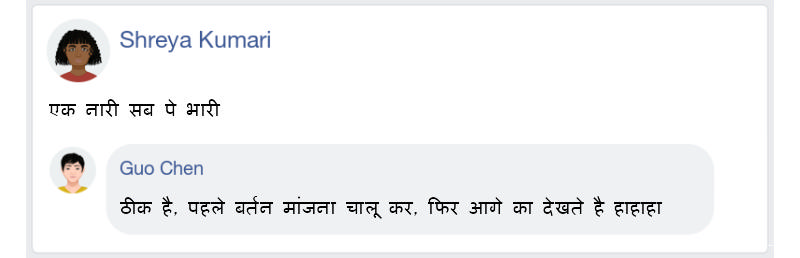 Shreya Kumari
एक नारी सब पे भारी
Guo Chen
ठीक है, पहले बर्तन मांजना चालू कर, फिर आगे का देखते है हाहाहा